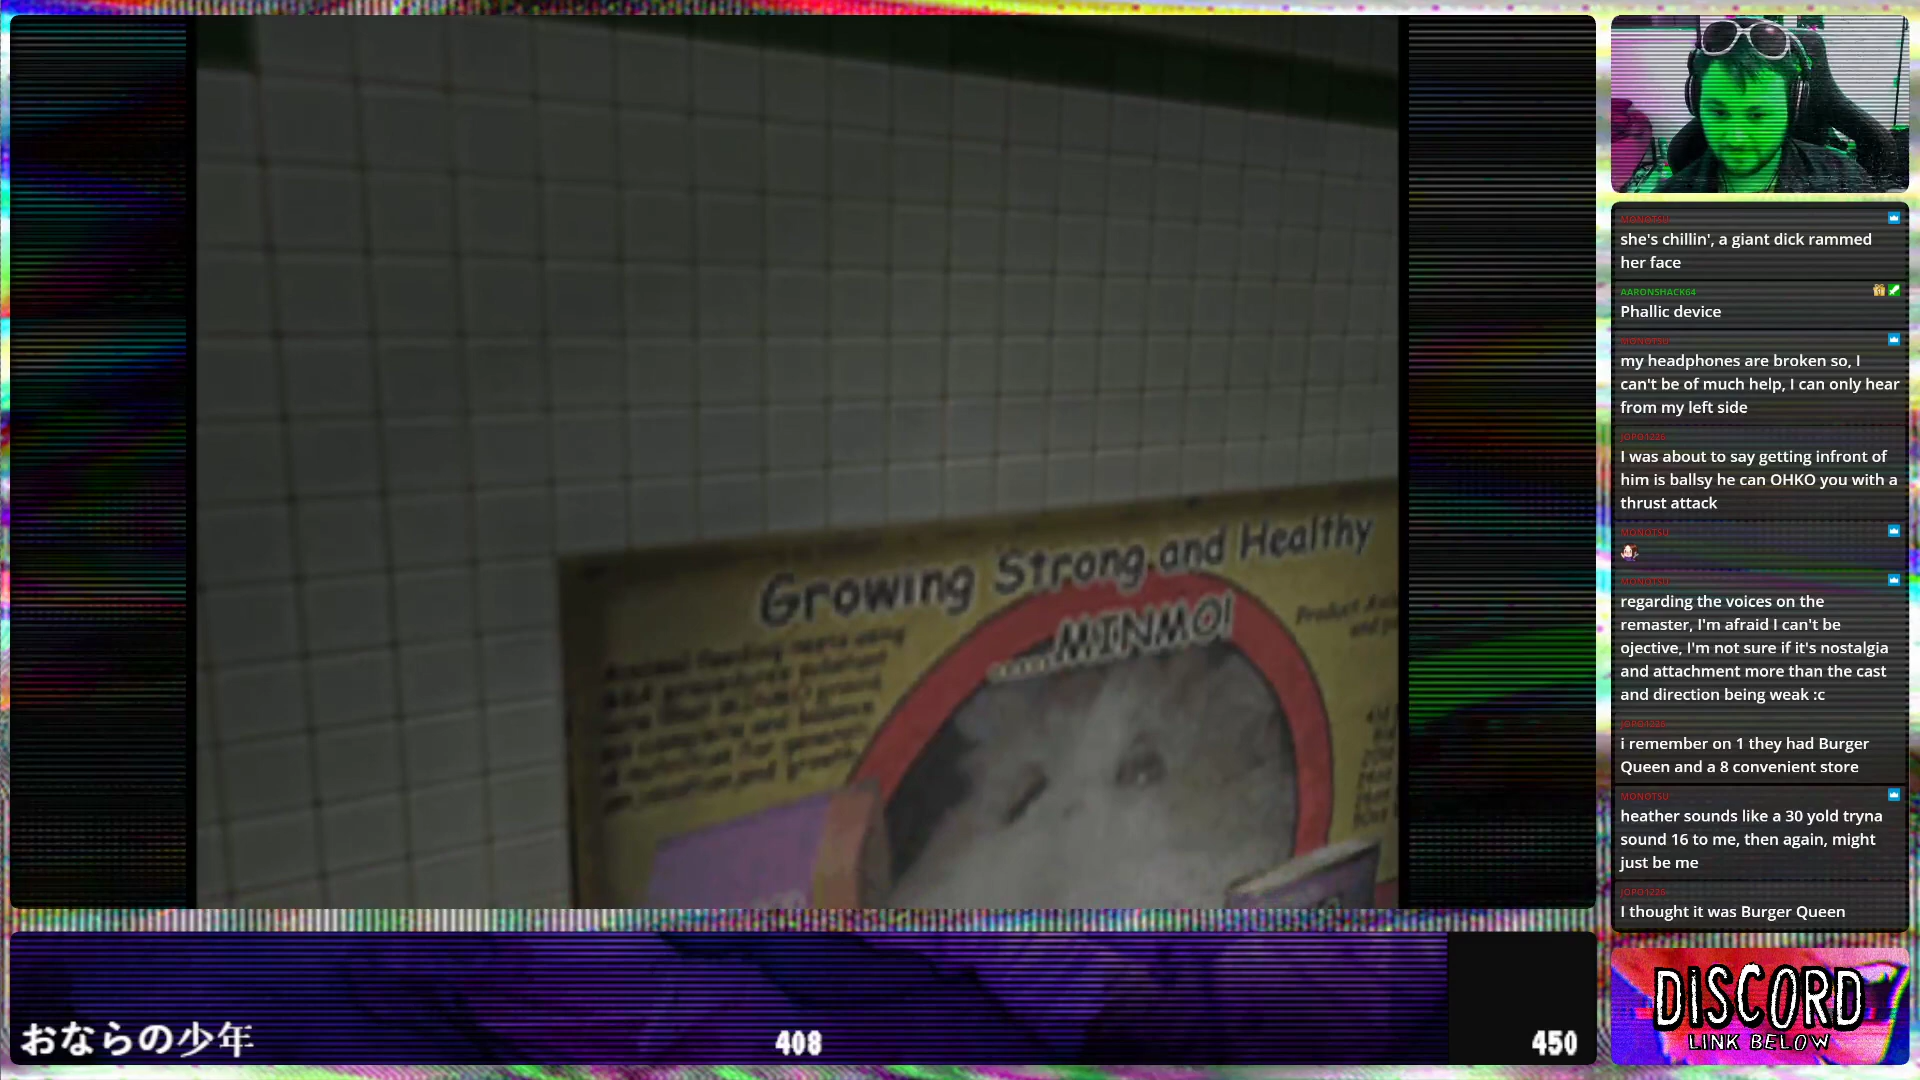 Growing Strong and Healthy
.....MINMO!
MONOTSU
she's chillin', a giant dick rammed
her face
AARONSHACK64
Phallic device
MONOTSU
my headphones are broken so, I
can't be of much help, I can only hear
from my left side
JOPO1226
I was about to say getting infront of
him is ballsy he can OHKO you with a
thrust attack
MONOTSU
MONOTSU
regarding the voices on the
remaster, I'm afraid I can't be
ojective, I'm not sure if it's nostalgia
and attachment more than the cast
and direction being weak :c
JOPO1226
i remember on 1 they had Burger
Queen and a 8 convenient store
MONOTSU
heather sounds like a 30 yold tryna
sound 16 to me, then again, might
just be me
JOPO1226
I thought it was Burger Queen
おならの少年
408
450
DISCORD
LINK BELOW